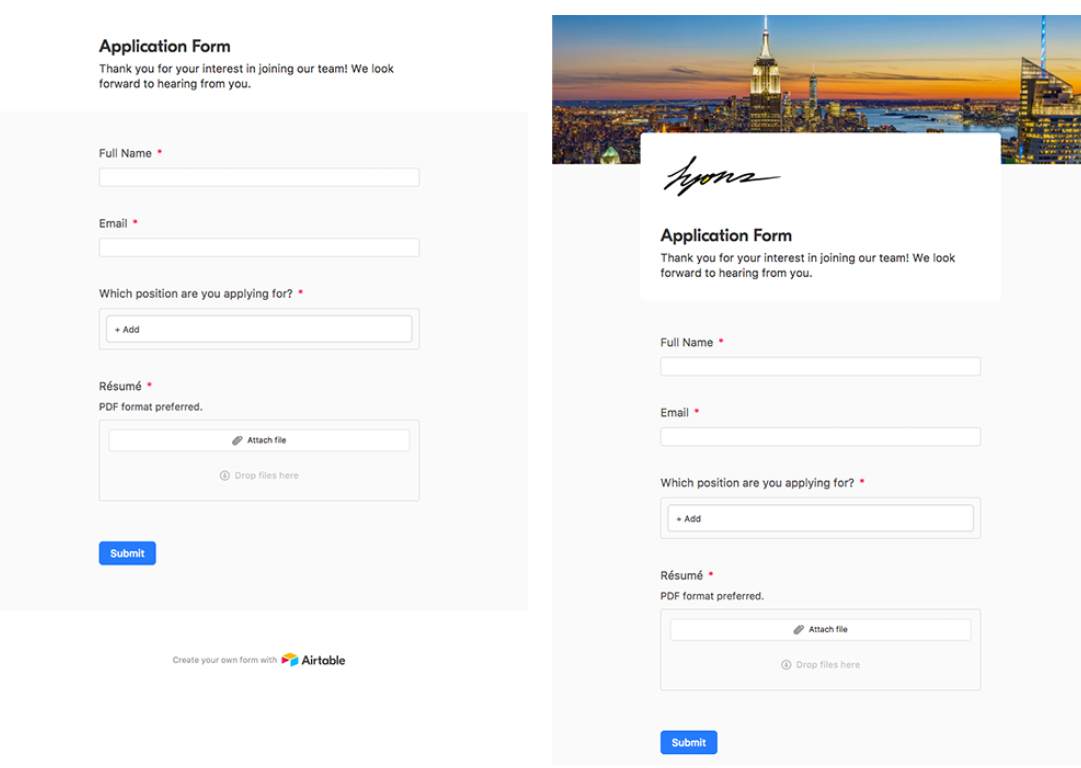 Application Form
Thank you for your interest in joining our team! We look
forward to hearing from you.
Full Name *
Email *
Which position are you applying for? *
+ Add
Résumé *
PDF format preferred.
Attach file
Drop files here
Submit
Create your own form with Airtable
hyons
Application Form
Thank you for your interest in joining our team! We look
forward to hearing from you.
Full Name *
Email *
Which position are you applying for? *
+ Add
Résumé *
PDF format preferred.
Attach file
Drop files here
Submit